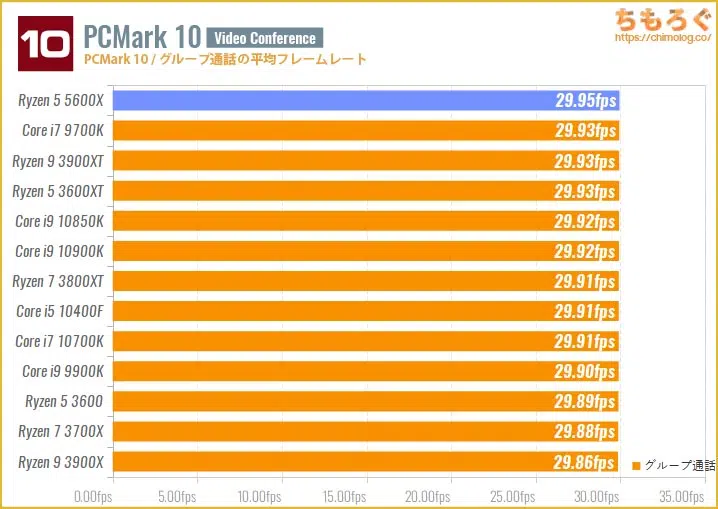 10
PCMark 10 Video Conference
PCMark 10 / グループ通話の平均フレームレート
ちもろぐ
https://chimolog.co/
Ryzen 5 5600X 29.95fps
Core i7 9700K 29.93fps
Ryzen 9 3900XT 29.93fps
Ryzen 5 3600XT 29.93fps
Core i9 10850K 29.92fps
Core i9 10900K 29.92fps
Ryzen 7 3800XT 29.91fps
Core i5 10400F 29.91fps
Core i7 10700K 29.91fps
Core i9 9900K 29.90fps
Ryzen 5 3600 29.89fps
Ryzen 7 3700X 29.88fps
Ryzen 9 3900X 29.86fps
グループ通話
0.00fps 5.00fps 10.00fps 15.00fps 20.00fps 25.00fps 30.00fps 35.00fps